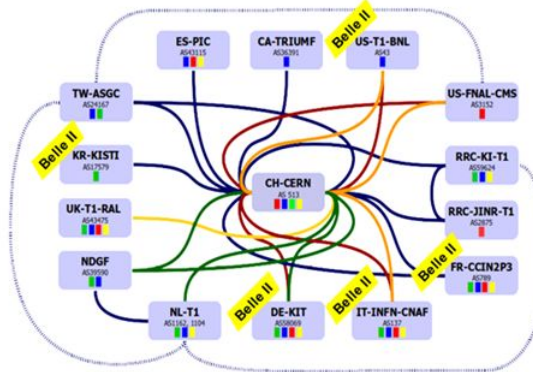 Belle II
ES-PIC
AS43115
CA-TRIUMF
AS36391
US-T1-BNL
AS43
TW-ASGC
AS24167
US-FNAL-CMS
AS3152
Belle II
KR-KISTI
AS17579
RRC-KI-T1
AS59624
CH-CERN
AS 513
UK-T1-RAL
AS43475
RRC-JINR-T1
AS2875
Belle II
NDGF
AS39590
FR-CCIN2P3
AS789
Belle II
Belle II
NL-T1
AS1162, 1104
DE-KIT
AS58069
IT-INFN-CNAF
AS137